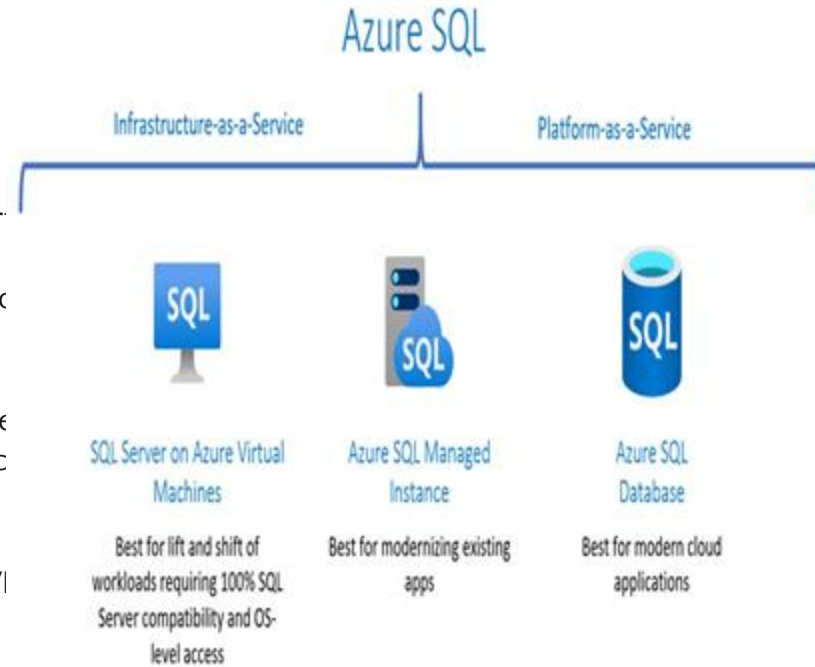 Azure SQL
Infrastructure-as-a-Service
Platform-as-a-Service
SQL
SQL
SQL
SQL Server on Azure Virtual
Machines
Azure SQL Managed
Instance
Azure SQL
Database
Best for lift and shift of
workloads requiring 100% SQL
Server compatibility and OS-
level access
Best for modernizing existing
apps
Best for modern cloud
applications